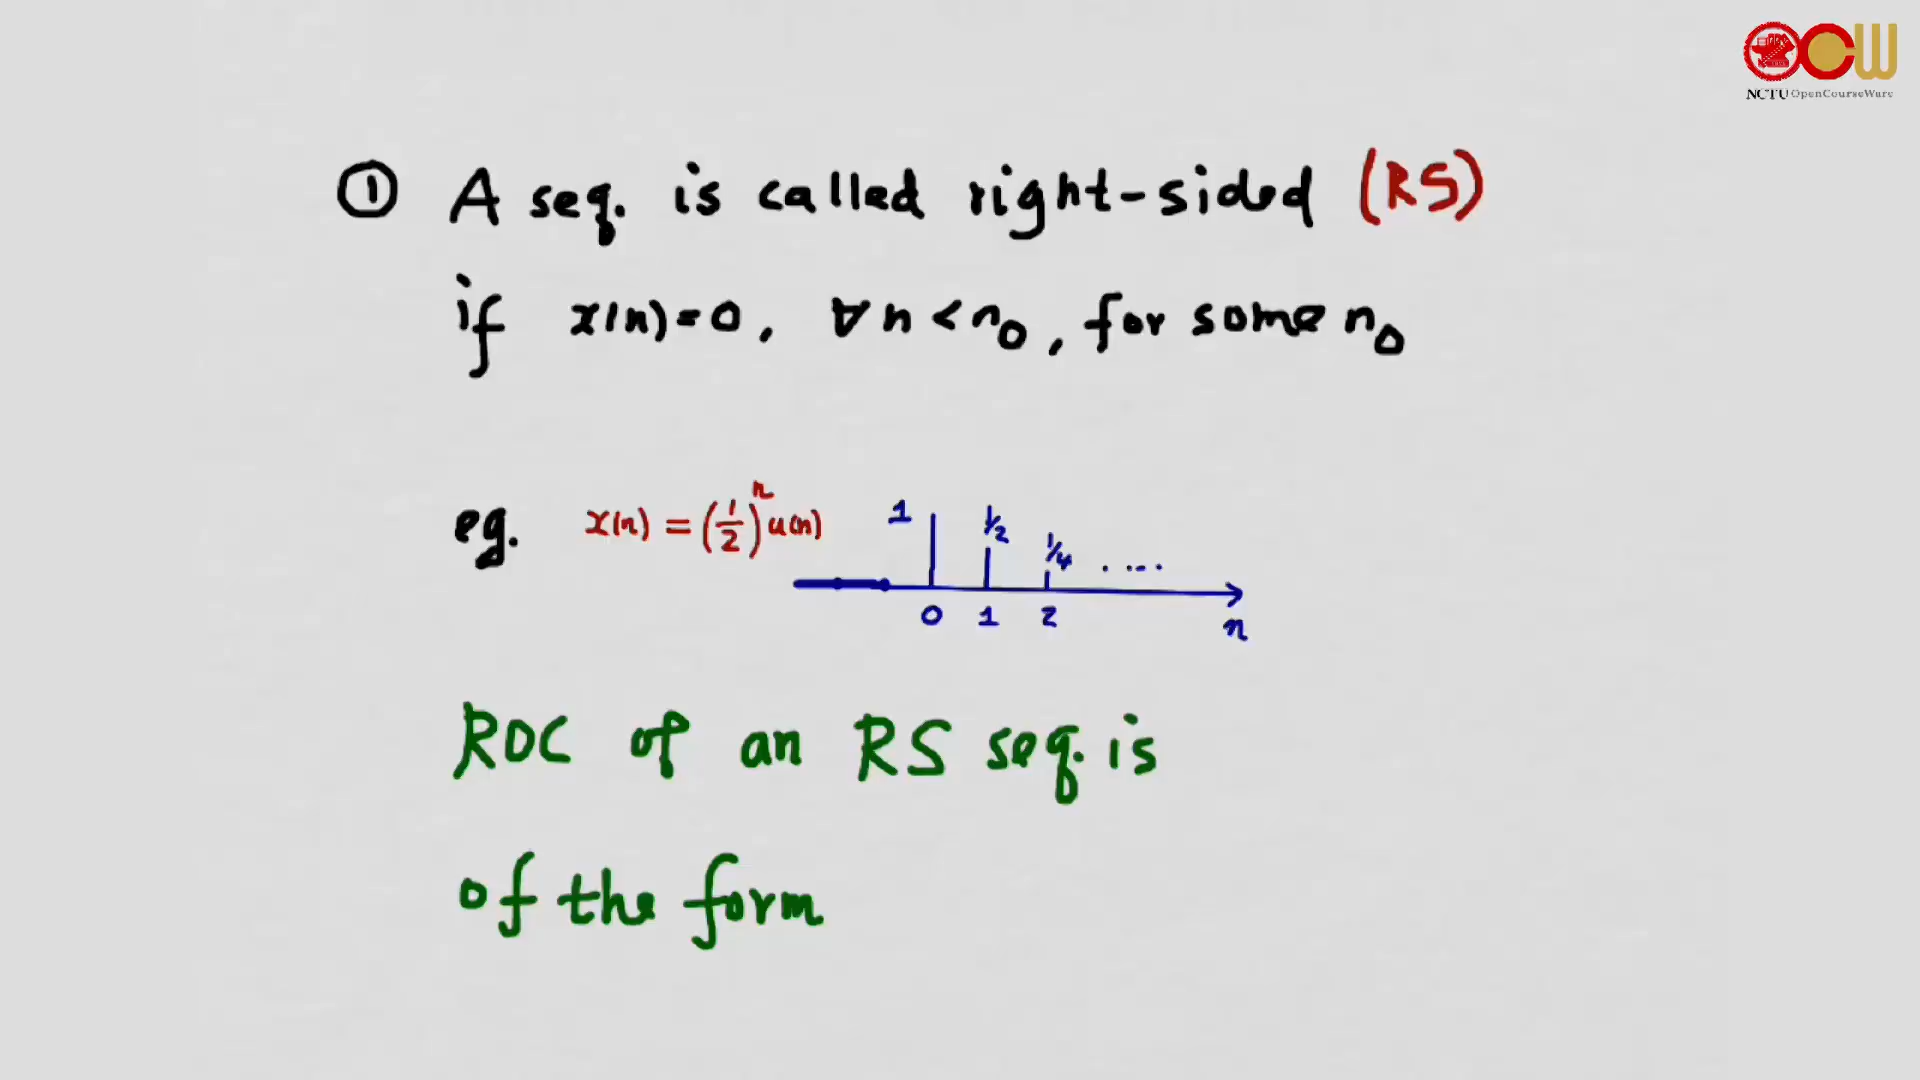 OCW
NCTU OpenCourseWare
① A seq. is called right-sided (RS)
if x(n)=0, ∀n<n₀, for some n₀
eg. x(n) = (1/2)ⁿ u(n)
1 1/2 1/4 ....
0 1 2 n
ROC of an RS seq. is
of the form